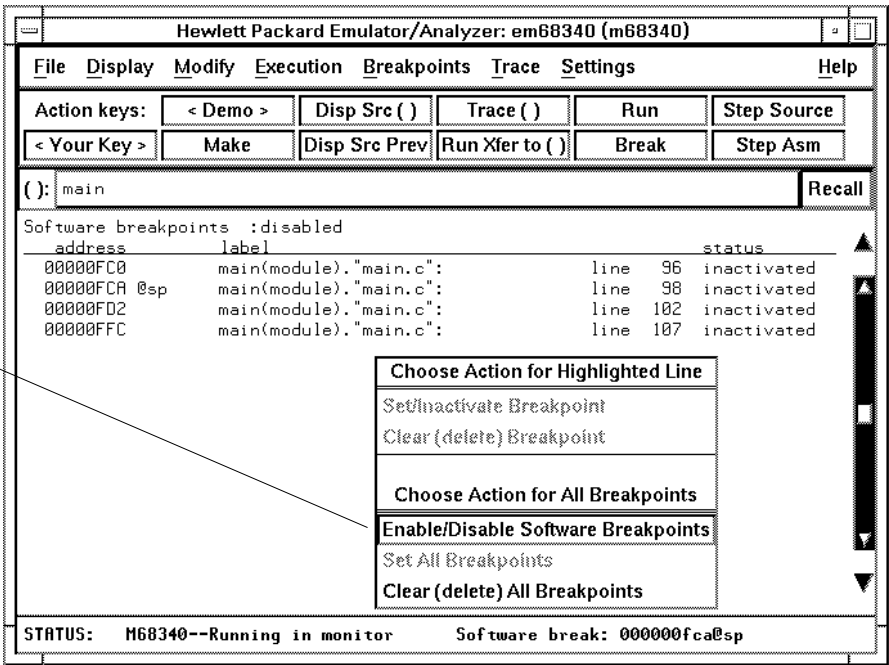 Hewlett Packard Emulator/Analyzer: em68340 (m68340)
File Display Modify Execution Breakpoints Trace Settings Help
Action keys: < Demo > Disp Src ( ) Trace ( ) Run Step Source
< Your Key > Make Disp Src Prev Run Xfer to ( ) Break Step Asm
( ): main Recall
Software breakpoints :disabled
address label status
00000FC0 main(module)."main.c": line 96 inactivated
00000FCA @sp main(module)."main.c": line 98 inactivated
00000FD2 main(module)."main.c": line 102 inactivated
00000FFC main(module)."main.c": line 107 inactivated
Choose Action for Highlighted Line
Set/Inactivate Breakpoint
Clear (delete) Breakpoint
Choose Action for All Breakpoints
Enable/Disable Software Breakpoints
Set All Breakpoints
Clear (delete) All Breakpoints
STATUS: M68340--Running in monitor Software break: 000000fca@sp